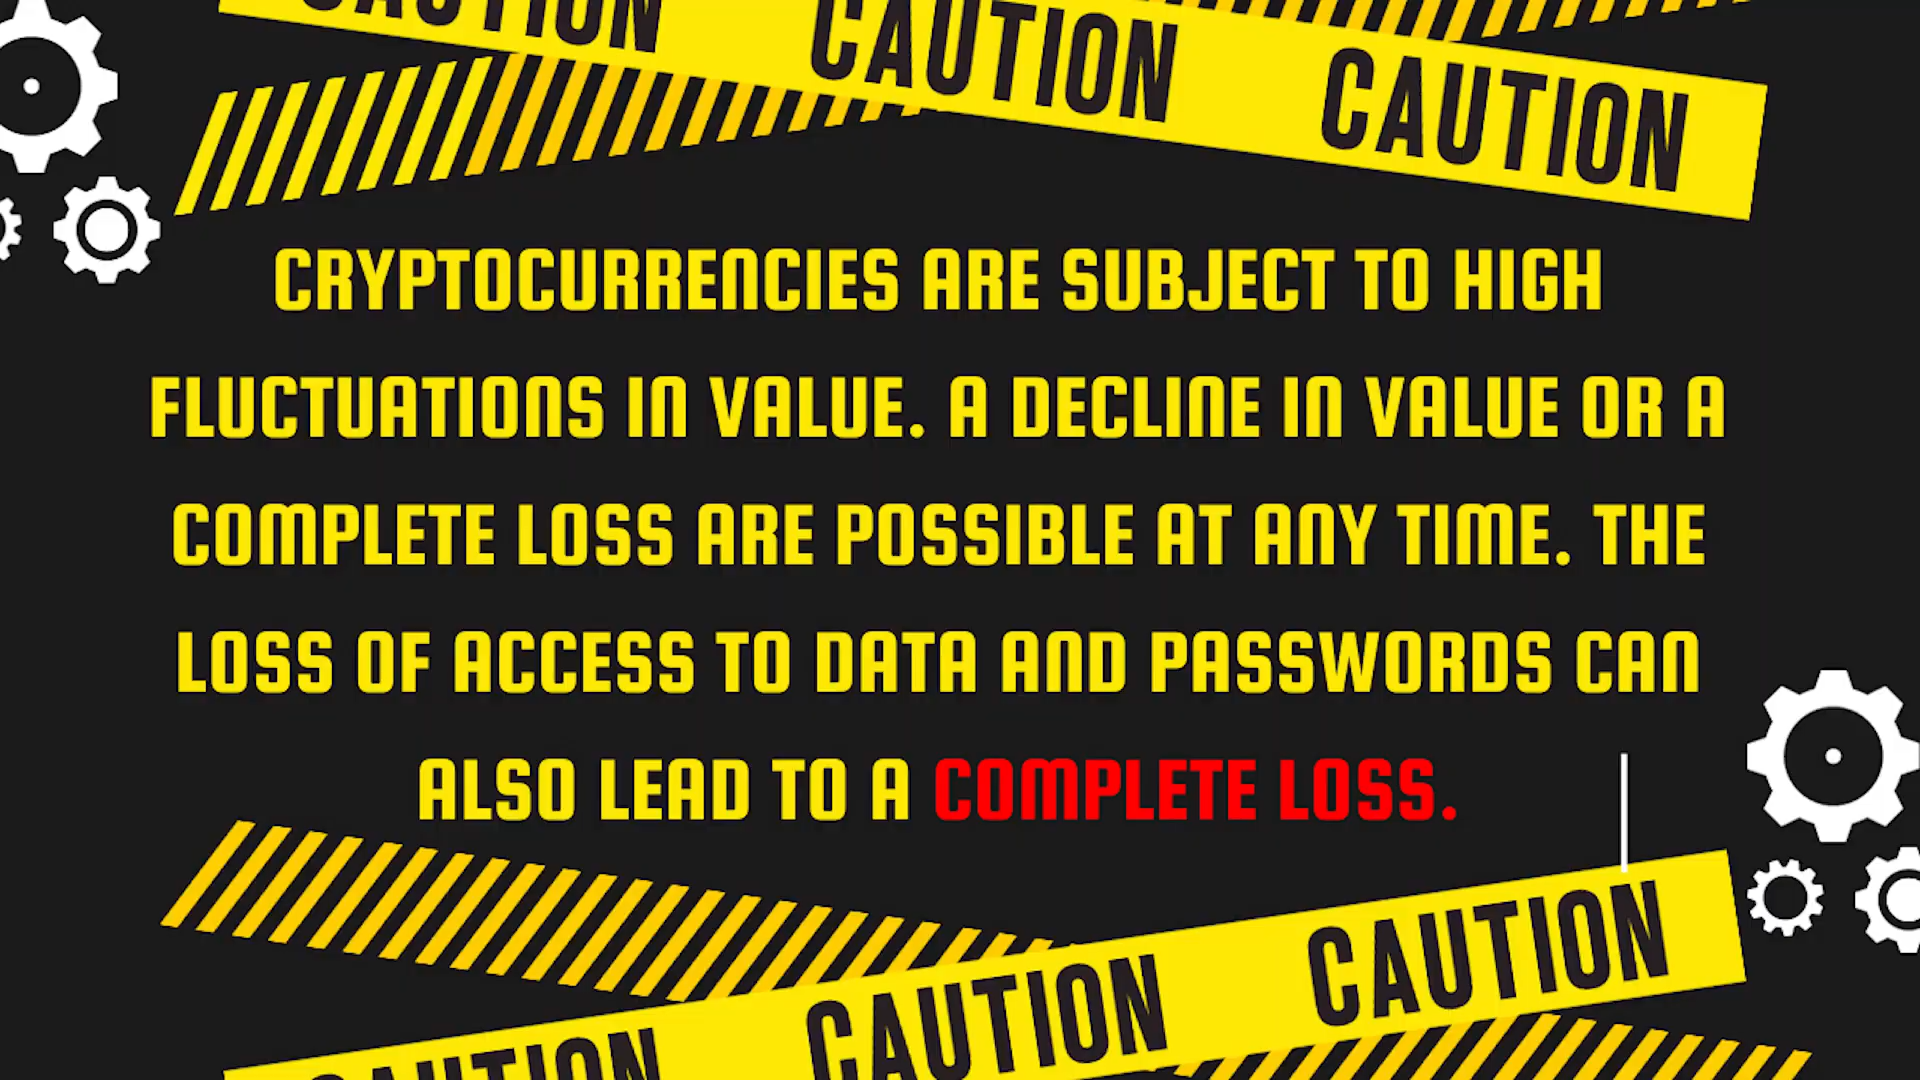 CAUTION CAUTION CAUTION
CRYPTOCURRENCIES ARE SUBJECT TO HIGH
FLUCTUATIONS IN VALUE. A DECLINE IN VALUE OR A
COMPLETE LOSS ARE POSSIBLE AT ANY TIME. THE
LOSS OF ACCESS TO DATA AND PASSWORDS CAN
ALSO LEAD TO A COMPLETE LOSS.
CAUTION CAUTION CAUTION